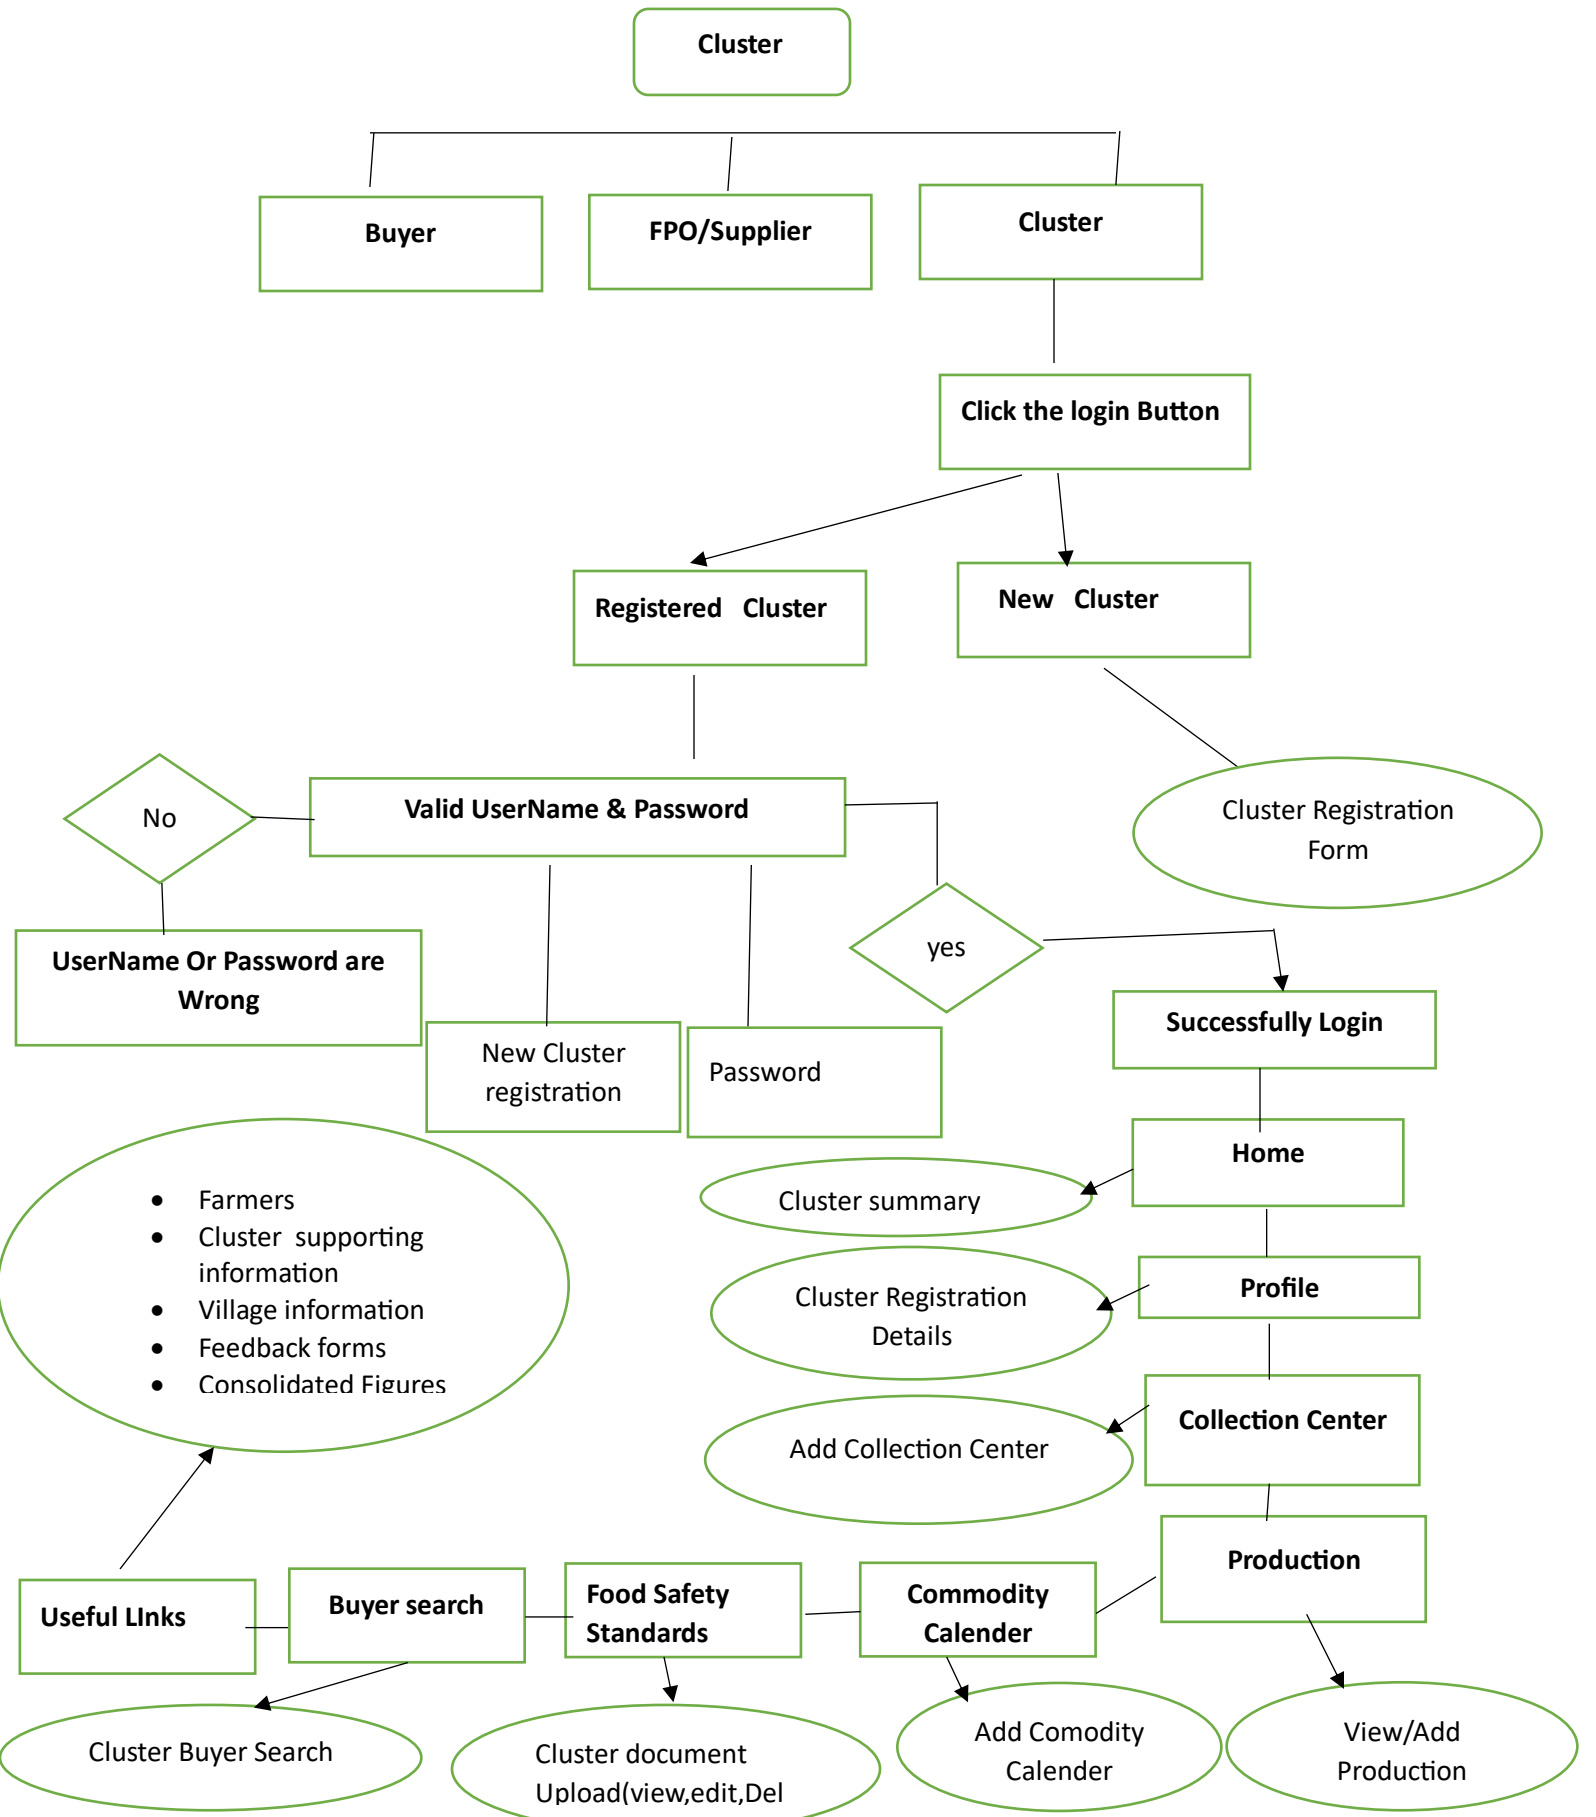 Cluster
Buyer
FPO/Supplier
Cluster
Click the login Button
Registered   Cluster
New   Cluster
No
Valid UserName & Password
Cluster Registration
Form
UserName Or Password are
Wrong
yes
New Cluster
registration
Password
Successfully Login
Home
Cluster summary
• Farmers
• Cluster  supporting
information
• Village information
• Feedback forms
• Consolidated Figures
Cluster Registration
Details
Profile
Add Collection Center
Collection Center
Useful LInks
Buyer search
Food Safety
Standards
Commodity
Calender
Production
Cluster Buyer Search
Cluster document
Upload(view,edit,Del
Add Comodity
Calender
View/Add
Production